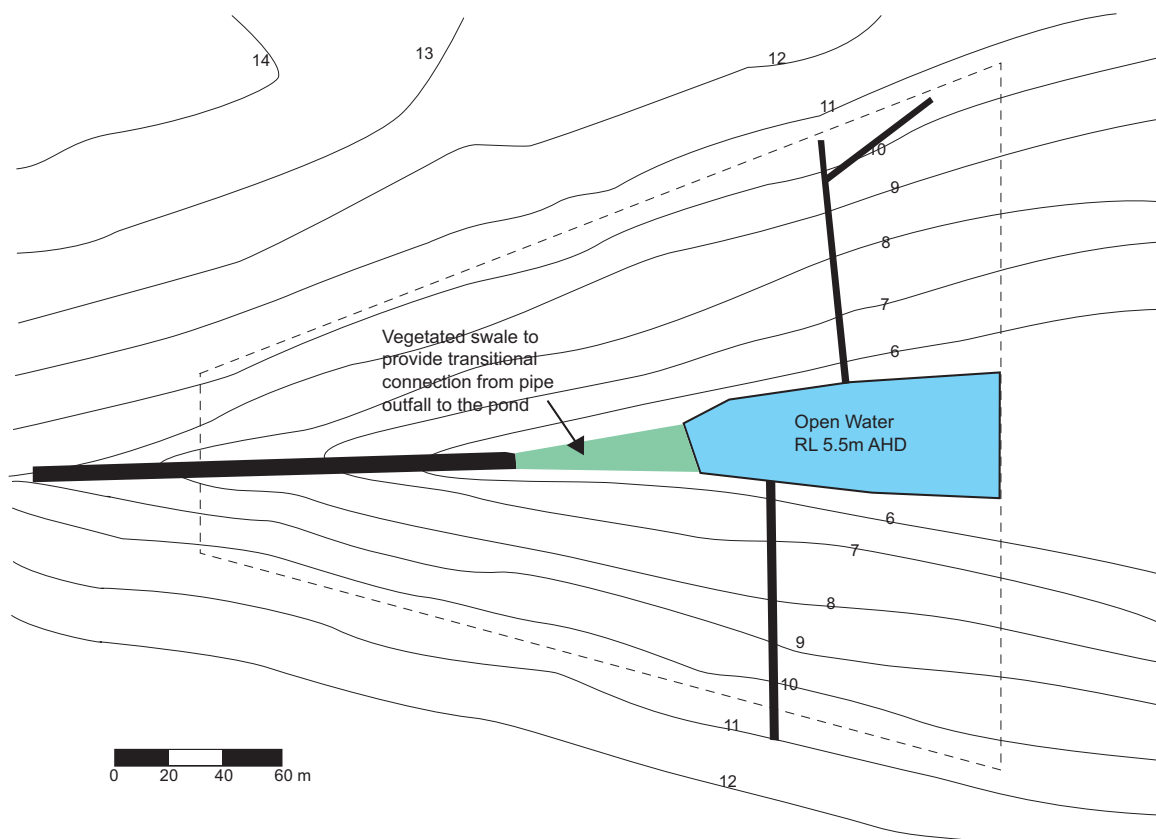 14
13
12
11
10
9
8
7
6
Vegetated swale to
provide transitional
connection from pipe
outfall to the pond
Open Water
RL 5.5m AHD
6
7
8
9
10
11
12
0 20 40 60 m